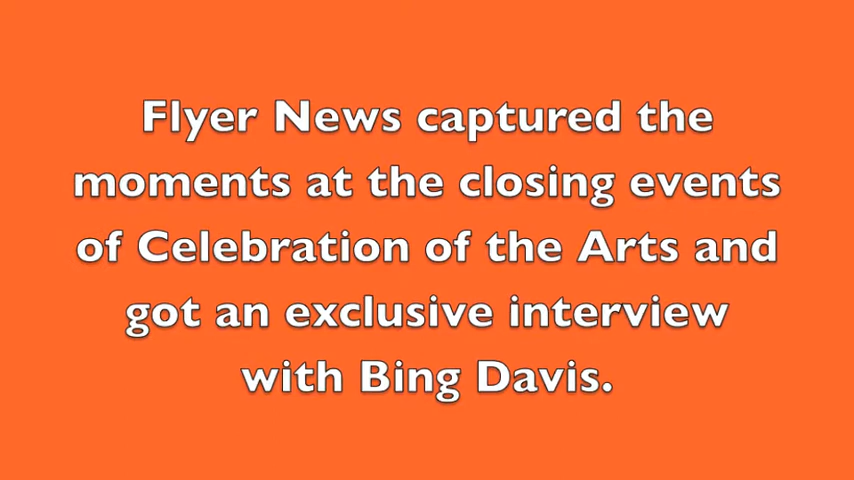 Flyer News captured the
moments at the closing events
of Celebration of the Arts and
got an exclusive interview
with Bing Davis.